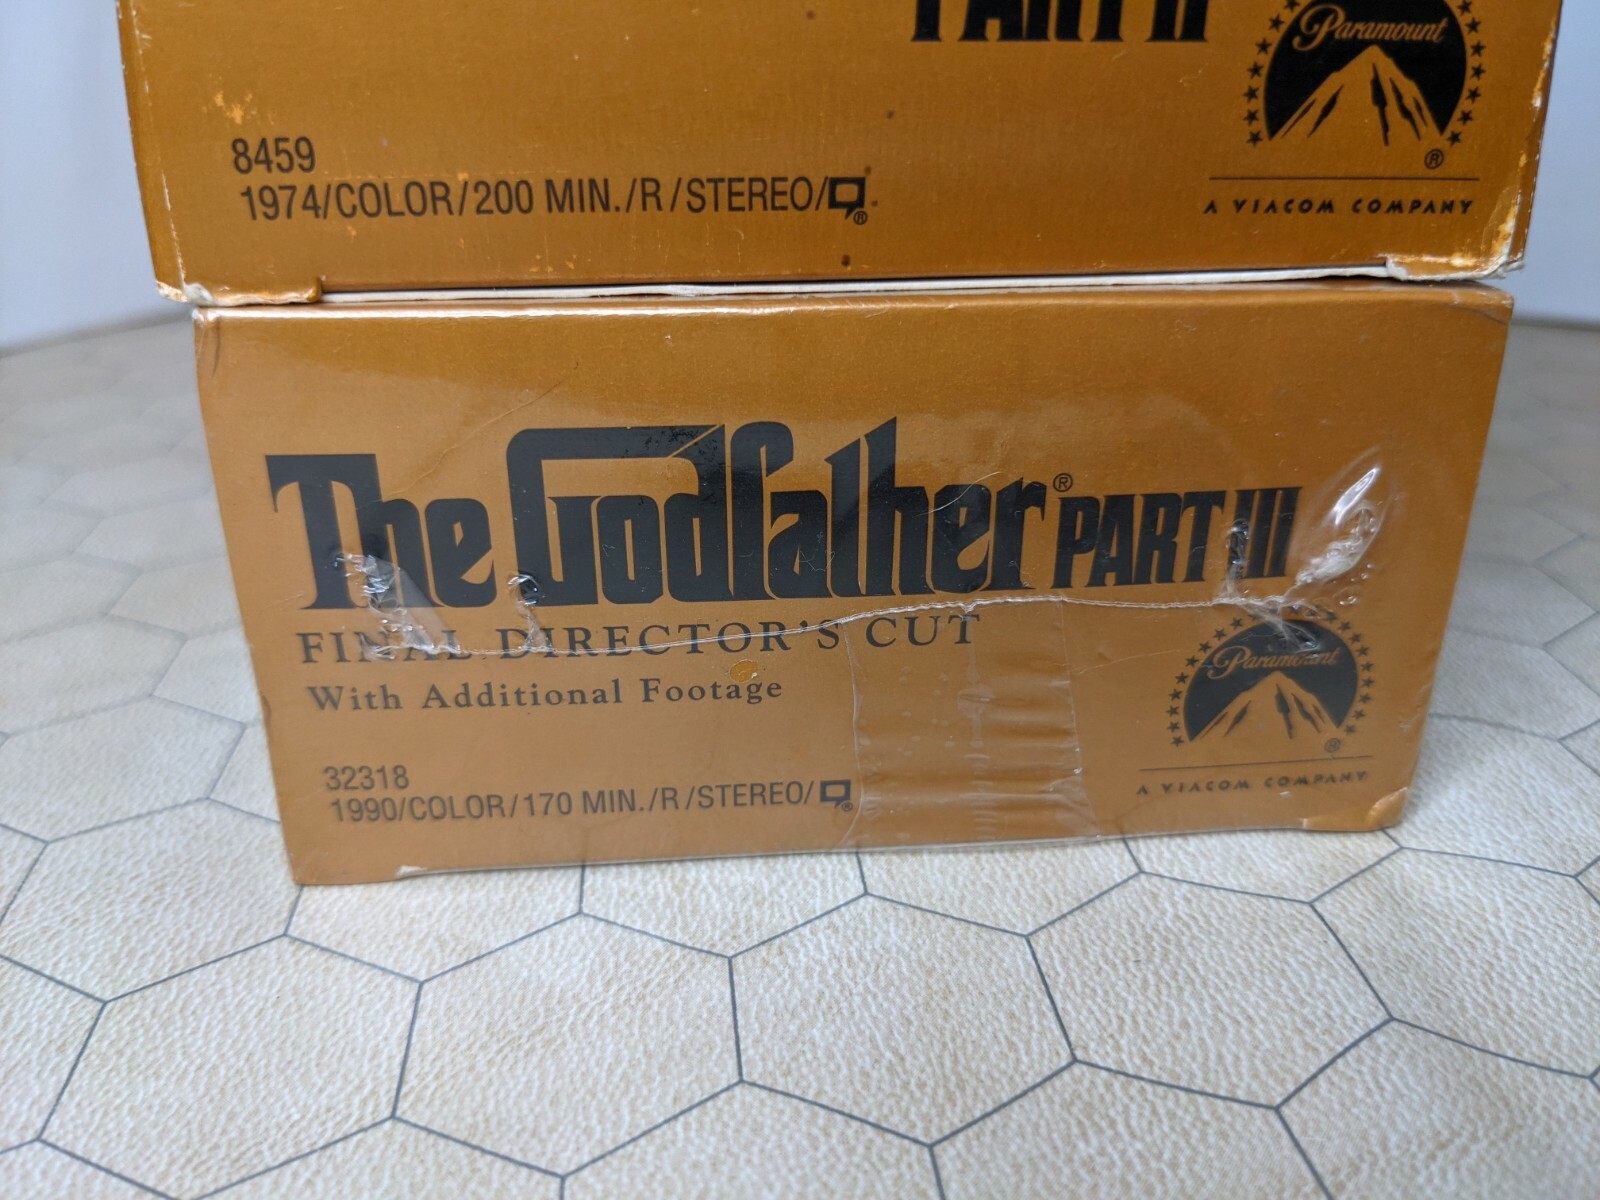 PART II
Paramount
®
8459
1974/COLOR/200 MIN./R/STEREO/
®
A VIACOM COMPANY
The Godfather® PART III
FINAL DIRECTOR'S CUT
With Additional Footage
Paramount
®
32318
1990/COLOR/170 MIN./R/STEREO/
®
A VIACOM COMPANY